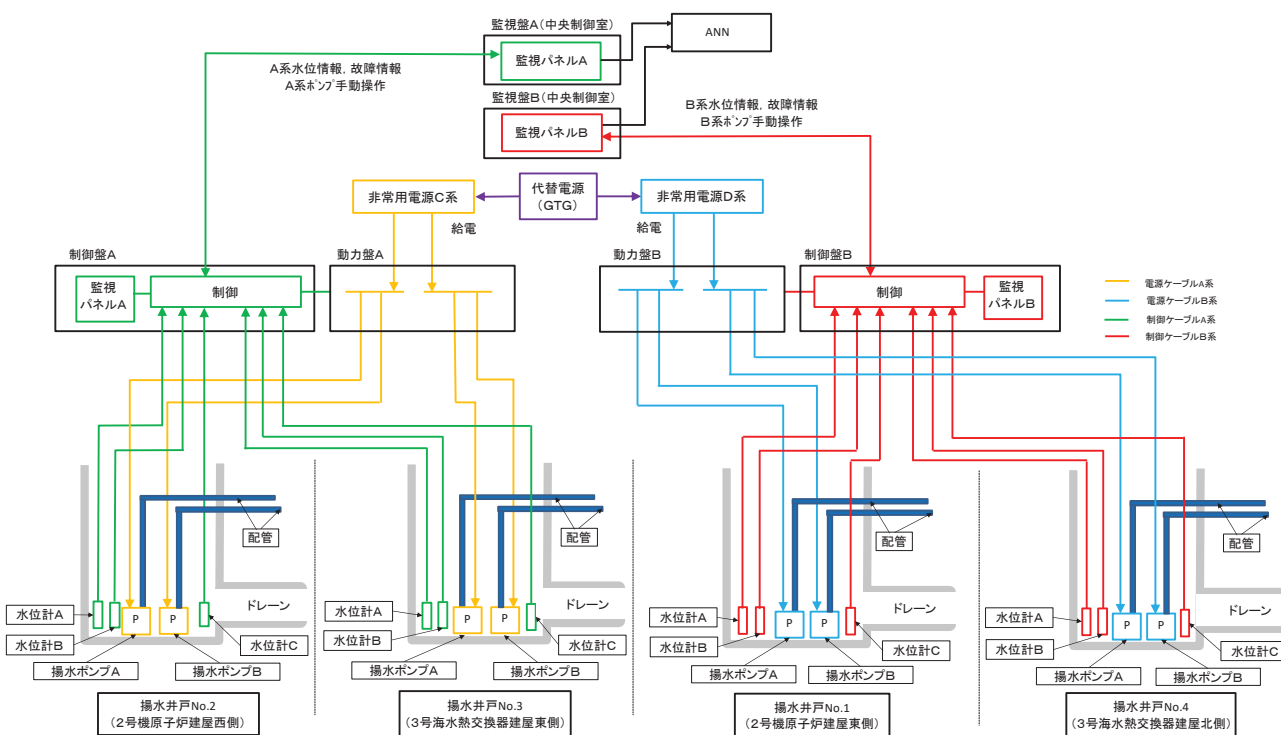 監視盤A(中央制御室)
監視パネルA
ANN
A系水位情報, 故障情報
A系ポンプ手動操作
監視盤B(中央制御室)
監視パネルB
B系水位情報, 故障情報
B系ポンプ手動操作
非常用電源C系
代替電源
(GTG)
非常用電源D系
給電
給電
制御盤A
監視
パネルA
制御
動力盤A
動力盤B
制御盤B
制御
監視
パネルB
電源ケーブルA系
電源ケーブルB系
制御ケーブルA系
制御ケーブルB系
配管
配管
配管
配管
水位計A
水位計B
P
P
ドレーン
水位計C
揚水ポンプA
揚水ポンプB
水位計A
水位計B
P
P
ドレーン
水位計C
揚水ポンプA
揚水ポンプB
水位計A
水位計B
P
P
ドレーン
水位計C
揚水ポンプA
揚水ポンプB
水位計A
水位計B
P
P
ドレーン
水位計C
揚水ポンプA
揚水ポンプB
揚水井戸No.2
(2号機原子炉建屋西側)
揚水井戸No.3
(3号海水熱交換器建屋東側)
揚水井戸No.1
(2号機原子炉建屋東側)
揚水井戸No.4
(3号海水熱交換器建屋北側)